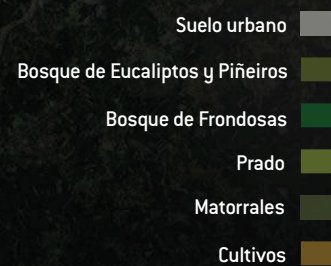 Suelo urbano
Bosque de Eucaliptos y Piñeiros
Bosque de Frondosas
Prado
Matorrales
Cultivos